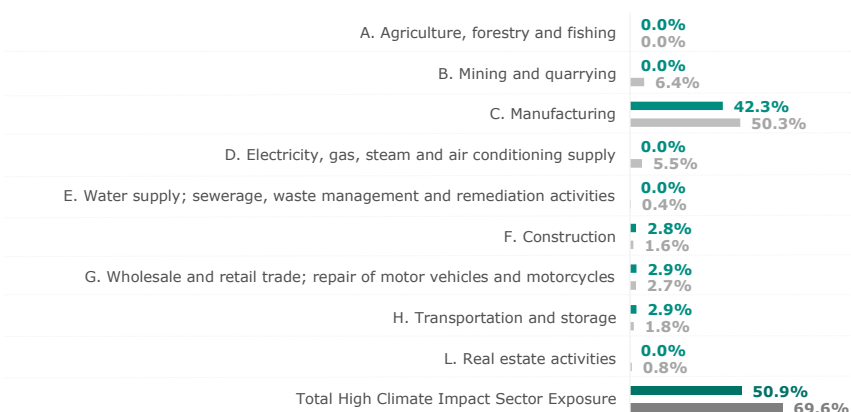 A. Agriculture, forestry and fishing
0.0%
0.0%
B. Mining and quarrying
0.0%
6.4%
C. Manufacturing
42.3%
50.3%
D. Electricity, gas, steam and air conditioning supply
0.0%
5.5%
E. Water supply; sewerage, waste management and remediation activities
0.0%
0.4%
F. Construction
2.8%
1.6%
G. Wholesale and retail trade; repair of motor vehicles and motorcycles
2.9%
2.7%
H. Transportation and storage
2.9%
1.8%
L. Real estate activities
0.0%
0.8%
Total High Climate Impact Sector Exposure
50.9%
69.6%